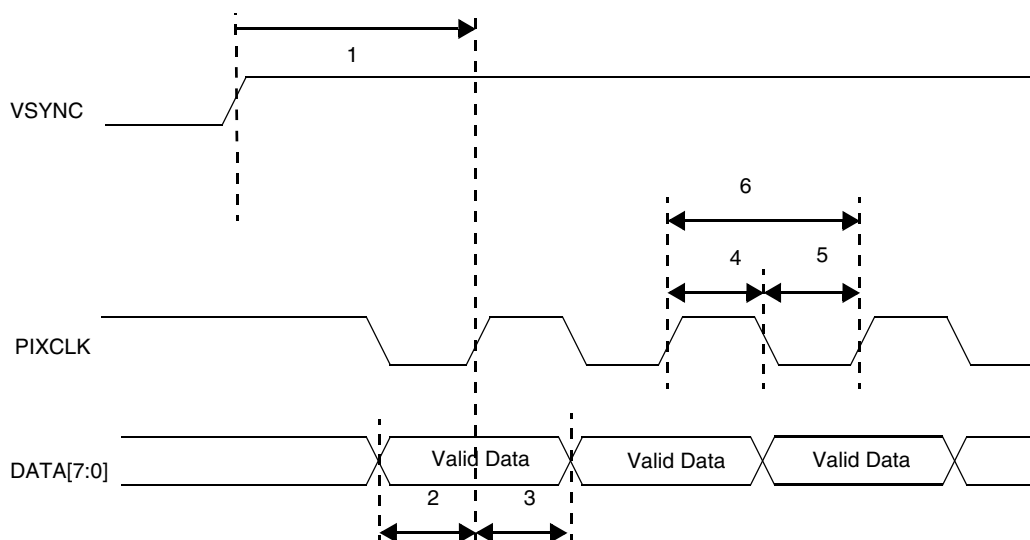 1
VSYNC
6
4
5
PIXCLK
DATA[7:0]
Valid Data
Valid Data
Valid Data
2
3